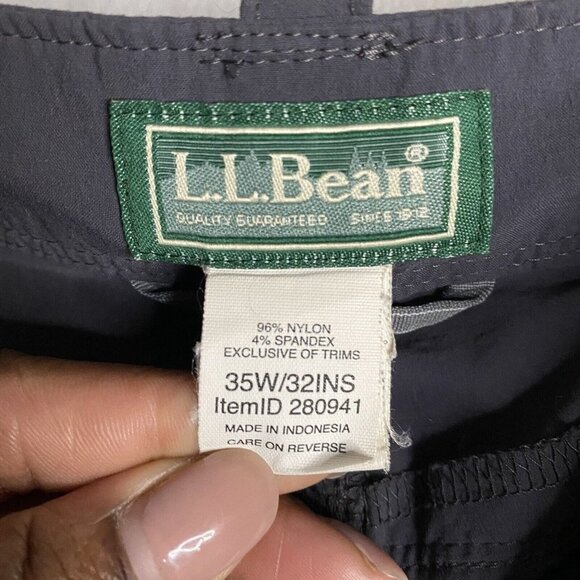 L.L.Bean®
QUALITY GUARANTEED SINCE 1912
96% NYLON
4% SPANDEX
EXCLUSIVE OF TRIMS
35W/32INS
ItemID 280941
MADE IN INDONESIA
CARE ON REVERSE